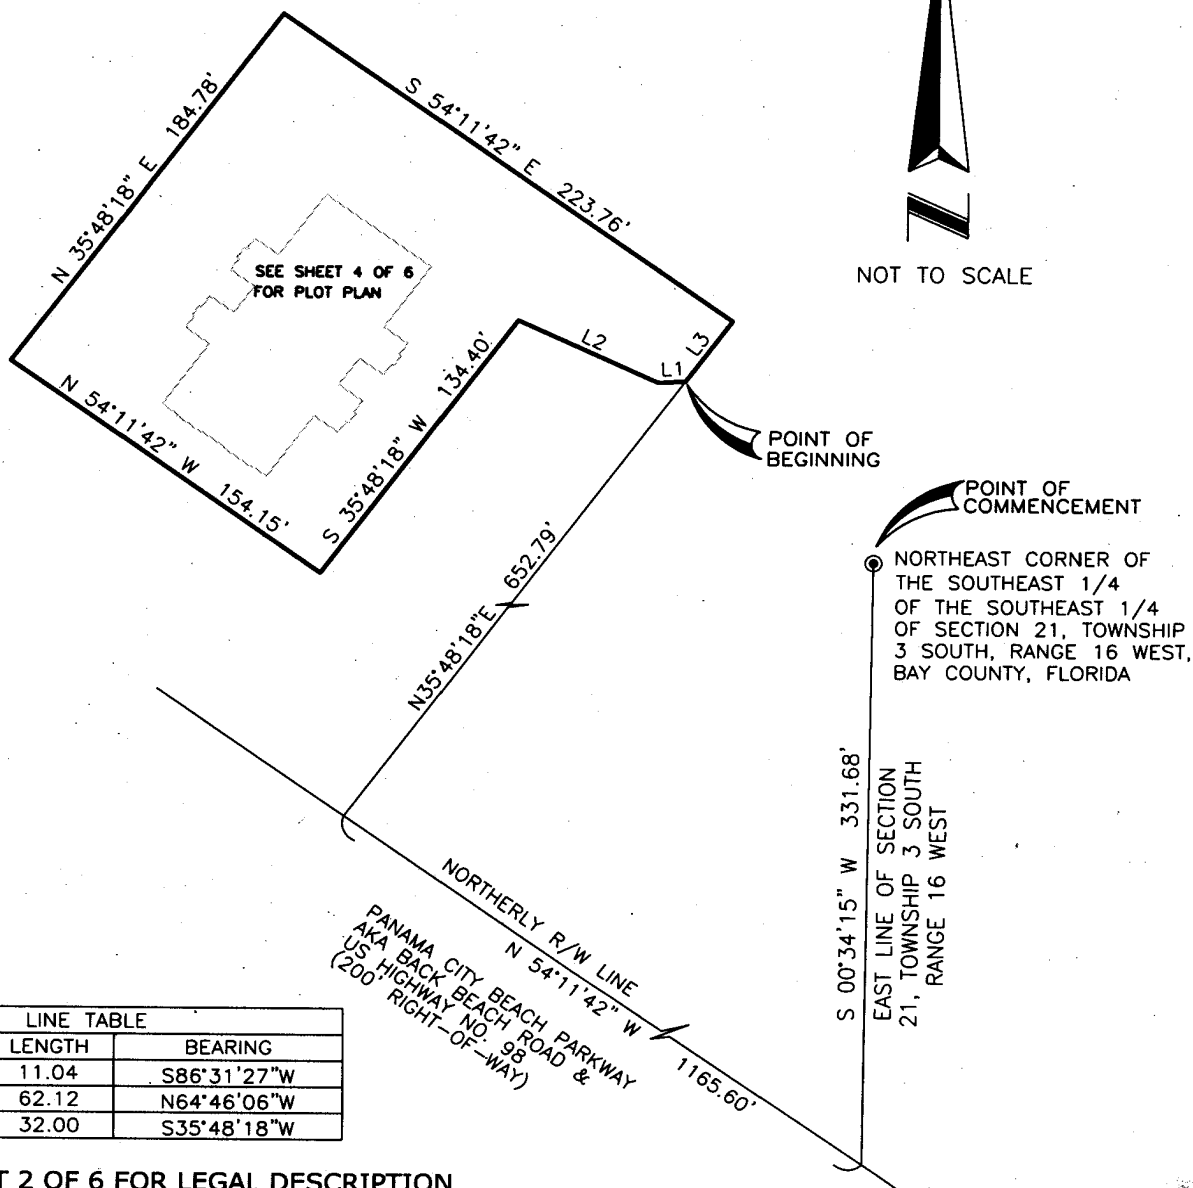 S 54°11'42" E 223.76'
N 35°48'18" E 184.78'
SEE SHEET 4 OF 6
FOR PLOT PLAN
NOT TO SCALE
L2
L3
L1
S 35°48'18" W 134.40'
N 54°11'42" W 154.15'
POINT OF
BEGINNING
POINT OF
COMMENCEMENT
N35°48'18"E 652.79'
NORTHEAST CORNER OF
THE SOUTHEAST 1/4
OF THE SOUTHEAST 1/4
OF SECTION 21, TOWNSHIP
3 SOUTH, RANGE 16 WEST,
BAY COUNTY, FLORIDA
S 00°34'15" W 331.68'
EAST LINE OF SECTION
21, TOWNSHIP 3 SOUTH
RANGE 16 WEST
NORTHERLY R/W LINE
N 54°11'42" W 1165.60'
PANAMA CITY BEACH PARKWAY
AKA BACK BEACH ROAD &
US HIGHWAY NO. 98
(200' RIGHT-OF-WAY)
LINE TABLE
LENGTH BEARING
11.04 S86°31'27"W
62.12 N64°46'06"W
32.00 S35°48'18"W
T 2 OF 6 FOR LEGAL DESCRIPTION